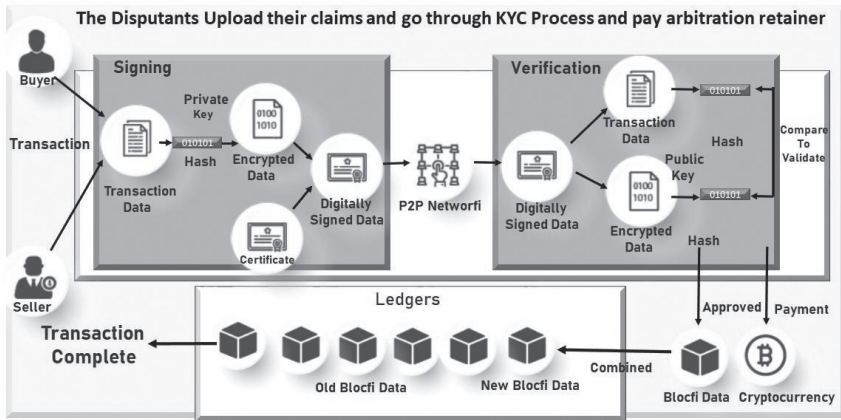 The Disputants Upload their claims and go through KYC Process and pay arbitration retainer
Buyer
Transaction
Seller
Signing
Transaction
Data
010101
Hash
Private
Key
0100
1010
Encrypted
Data
Certificate
Digitally
Signed Data
P2P Networfi
Verification
Digitally
Signed Data
Transaction
Data
010101
Hash
Public
Key
0100
1010
Encrypted
Data
010101
Hash
Compare
To
Validate
Approved
Payment
Blocfi Data
Cryptocurrency
Combined
Ledgers
Old Blocfi Data
New Blocfi Data
Transaction
Complete